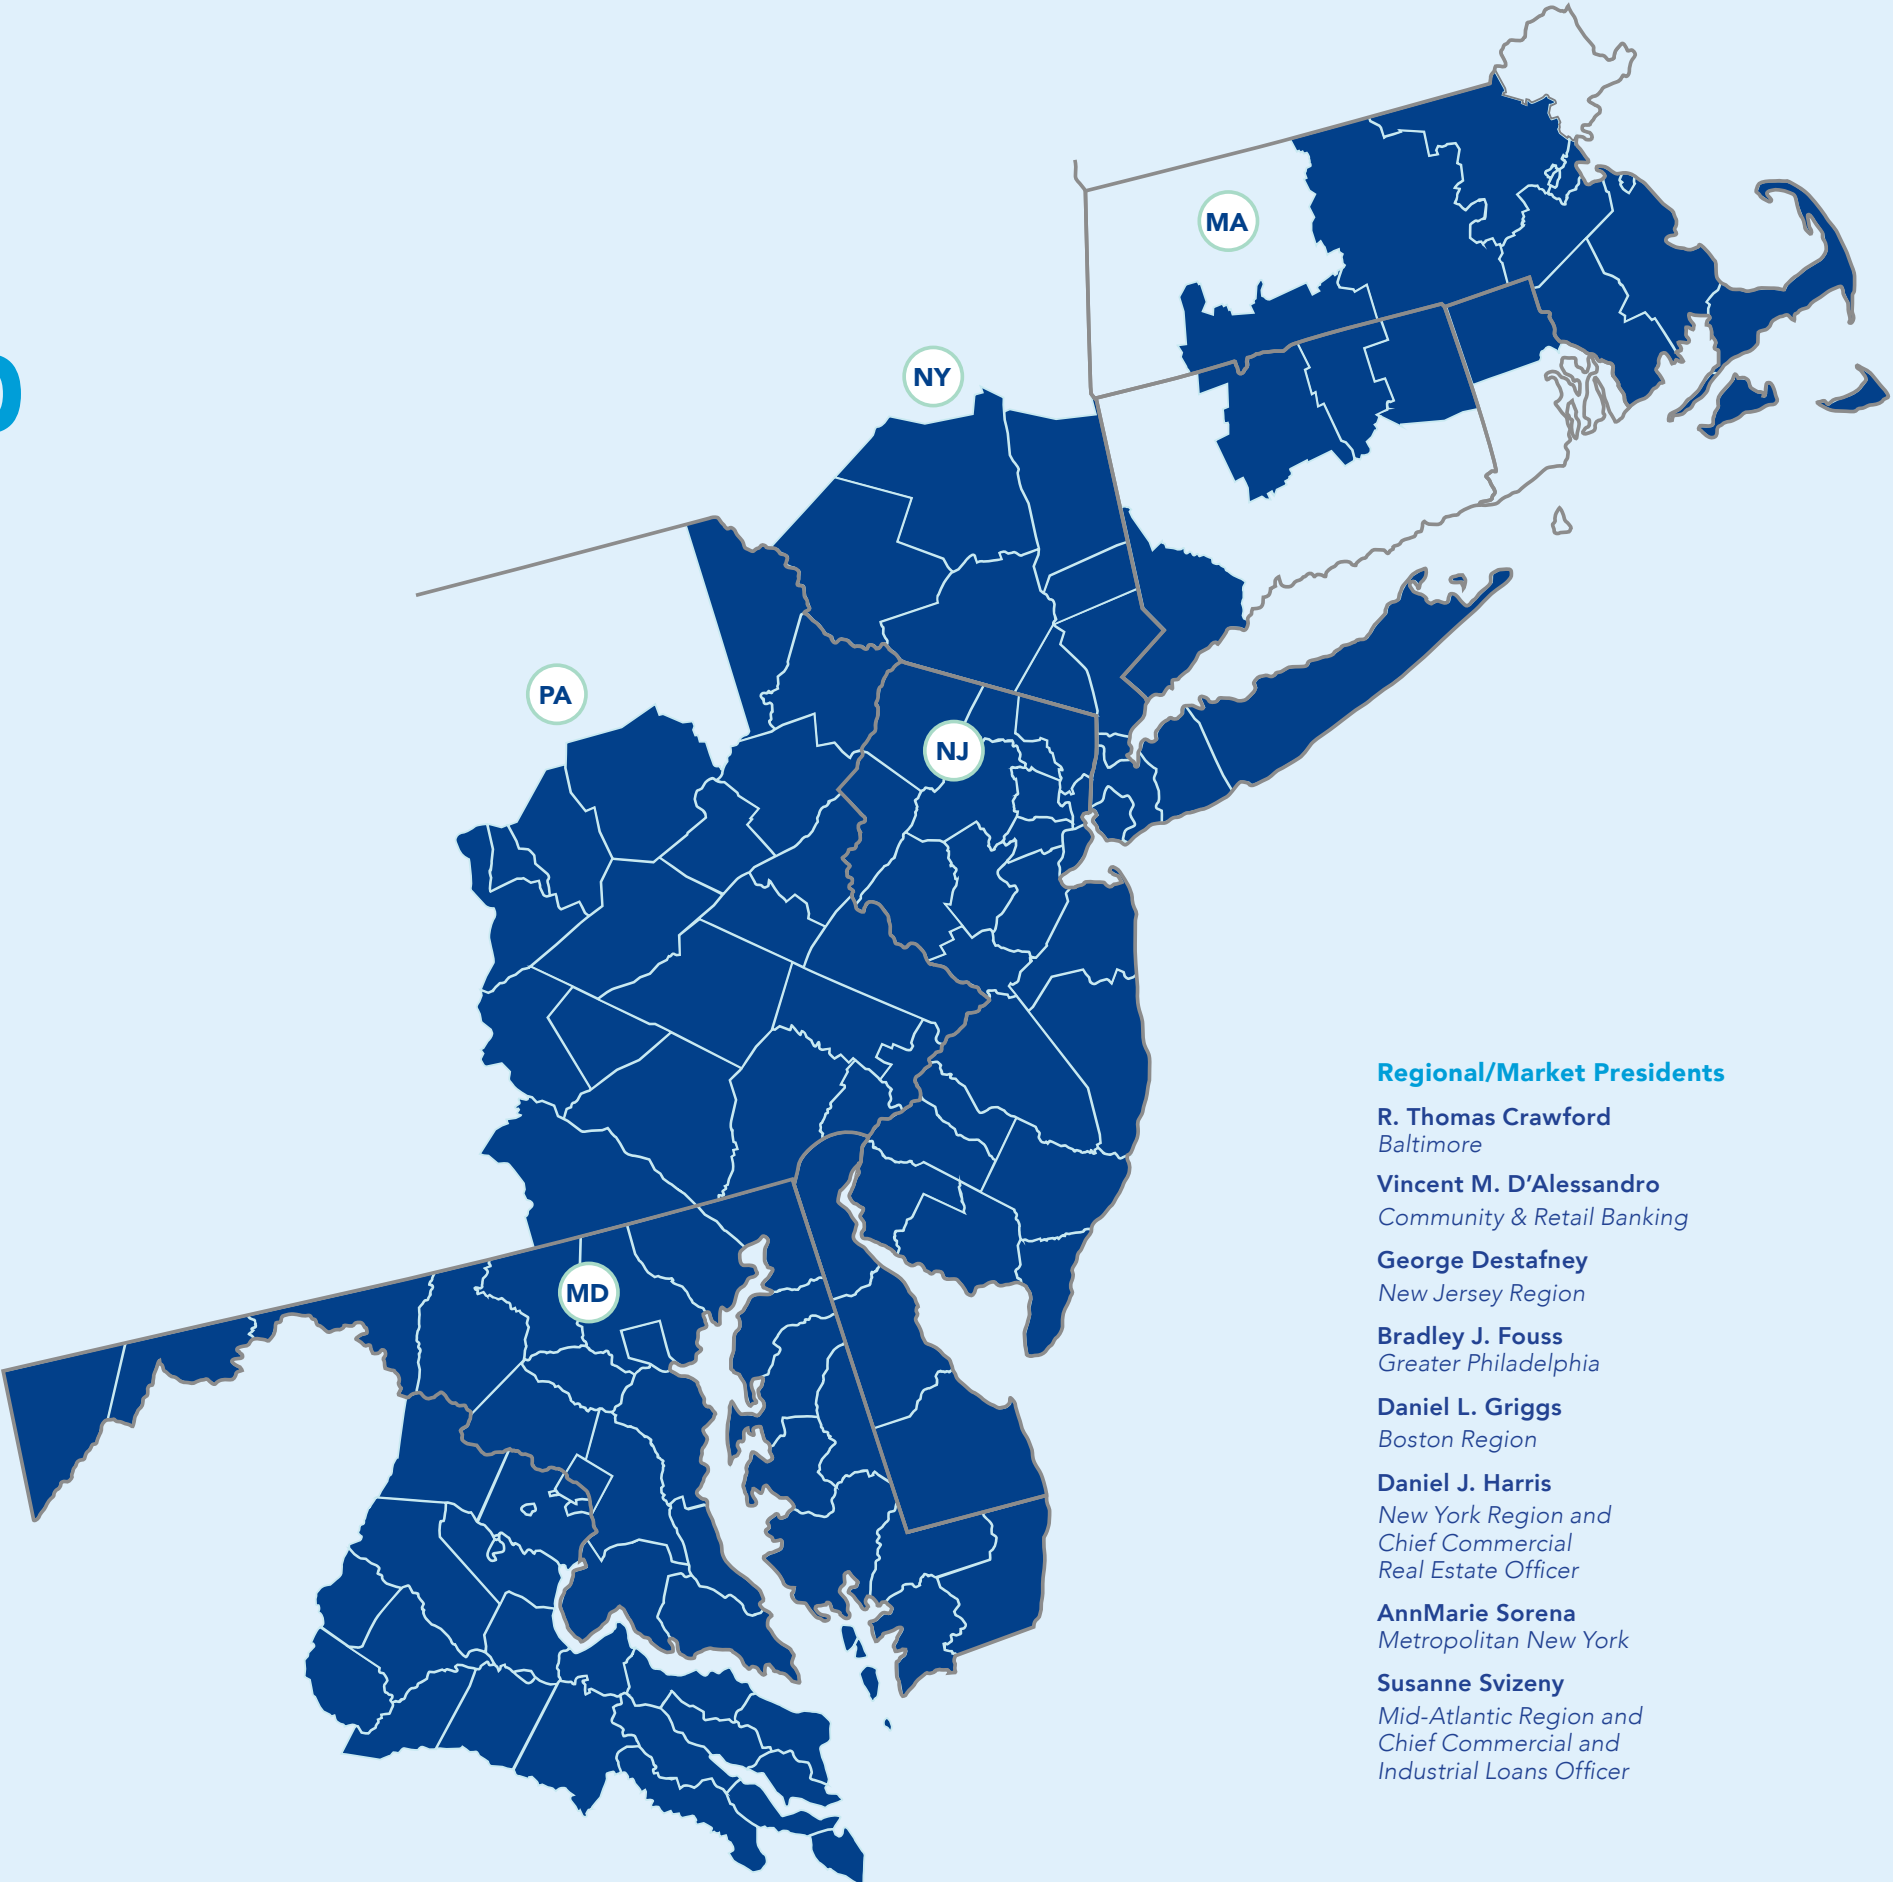 MA
NY
PA
NJ
MD
Regional/Market Presidents
R. Thomas Crawford
Baltimore
Vincent M. D’Alessandro
Community & Retail Banking
George Destafney
New Jersey Region
Bradley J. Fouss
Greater Philadelphia
Daniel L. Griggs
Boston Region
Daniel J. Harris
New York Region and
Chief Commercial
Real Estate Officer
AnnMarie Sorena
Metropolitan New York
Susanne Svizeny
Mid-Atlantic Region and
Chief Commercial and
Industrial Loans Officer